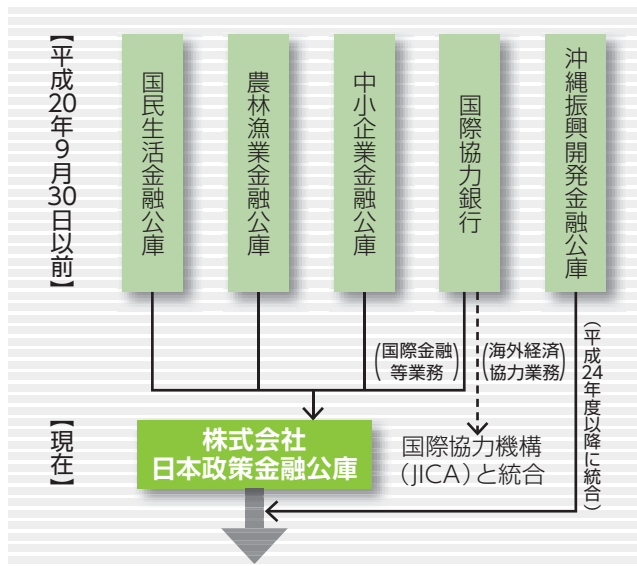 【平成20年9月30日以前】
国民生活金融公庫
農林漁業金融公庫
中小企業金融公庫
国際協力銀行
沖縄振興開発金融公庫
(国際金融
等業務)
(海外経済
協力業務)
(平成24年度以降に統合)
【現在】
株式会社
日本政策金融公庫
国際協力機構
(JICA)と統合